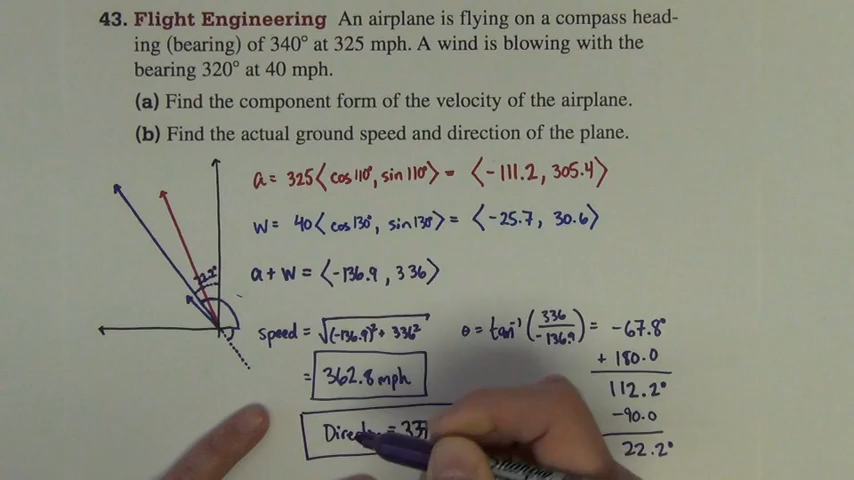 43. Flight Engineering An airplane is flying on a compass head-
ing (bearing) of 340° at 325 mph. A wind is blowing with the
bearing 320° at 40 mph.
(a) Find the component form of the velocity of the airplane.
(b) Find the actual ground speed and direction of the plane.
a = 325⟨cos 110°, sin 110°⟩ = ⟨-111.2, 305.4⟩
w = 40⟨cos 130°, sin 130°⟩ = ⟨-25.7, 30.6⟩
a + w = ⟨-136.9, 336⟩
speed = √(-136.9)² + 336²
= 362.8 mph
θ = tan⁻¹(336/-136.9) = -67.8°
+ 180.0
112.2°
-90.0
22.2°